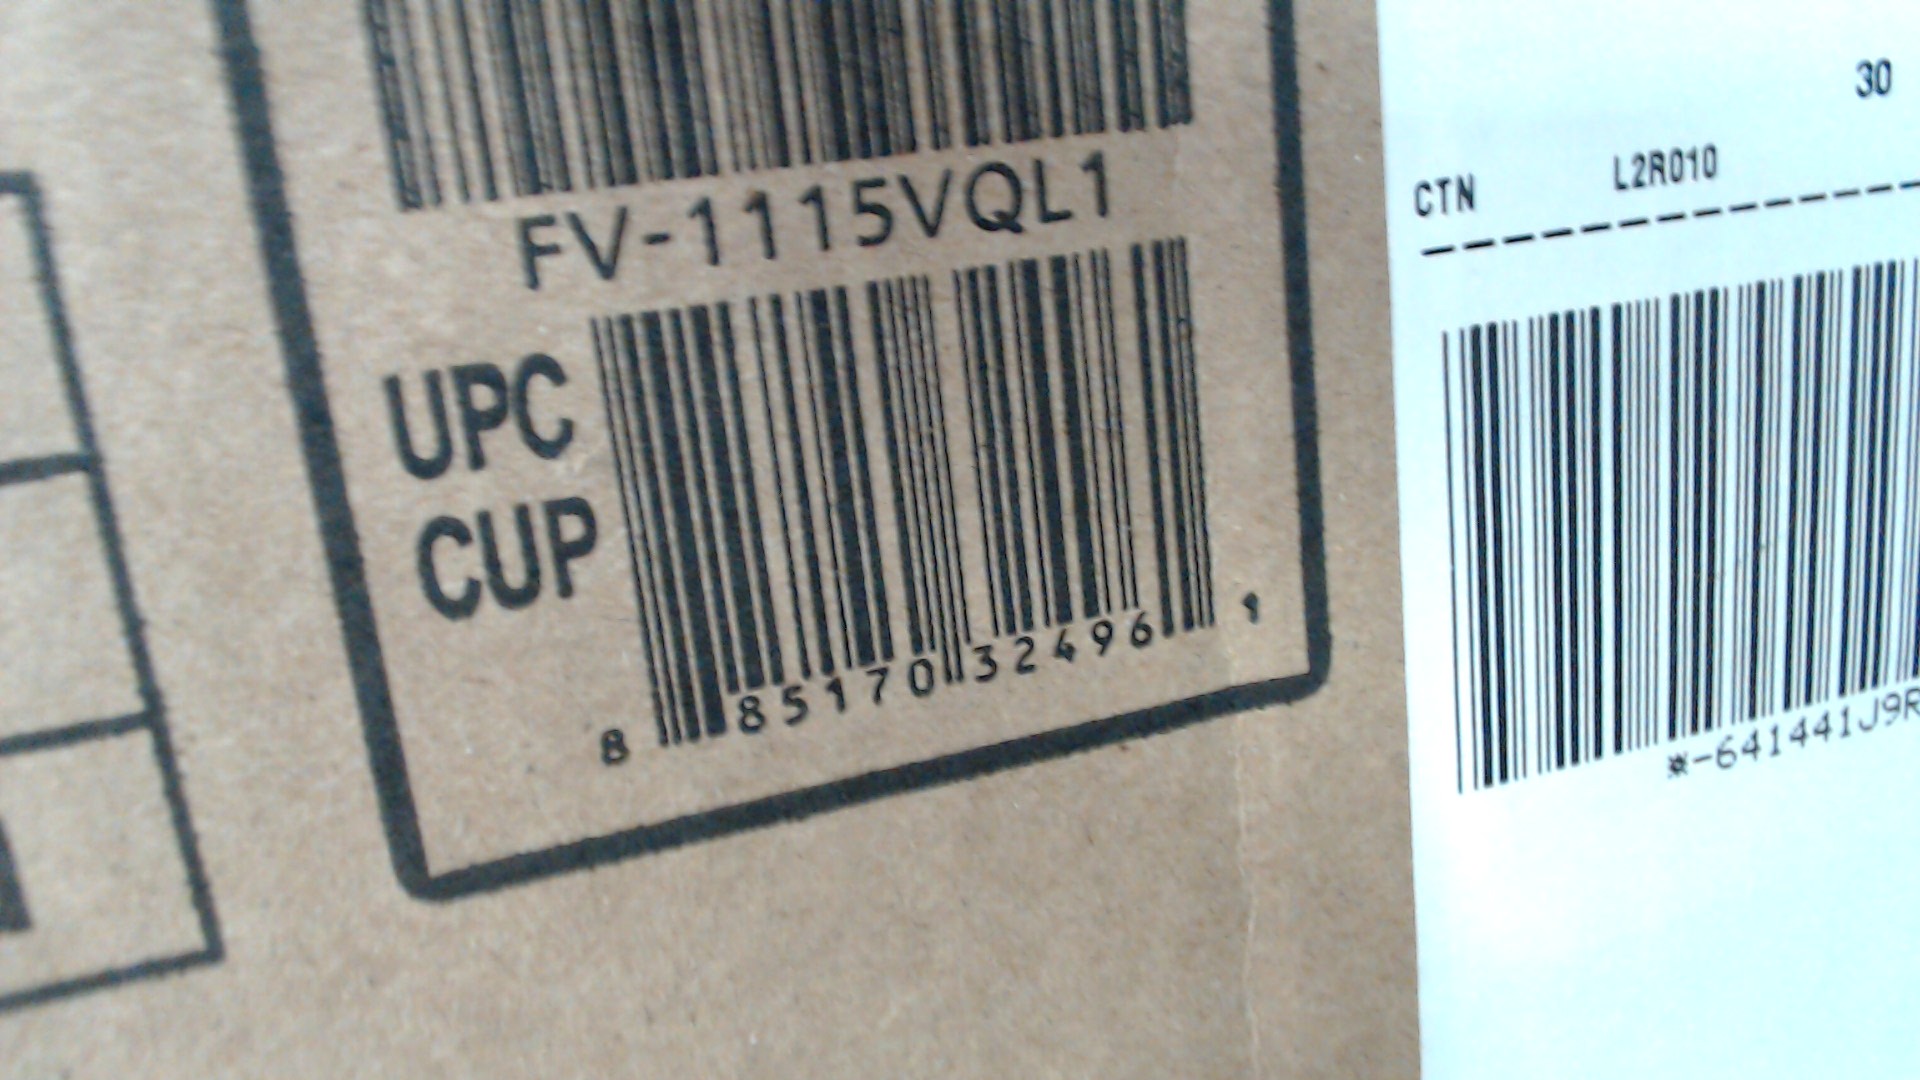 FV-1115VQL1
UPC
CUP
8 85170 32496 1
30
CTN L2R010
*-641441J9R